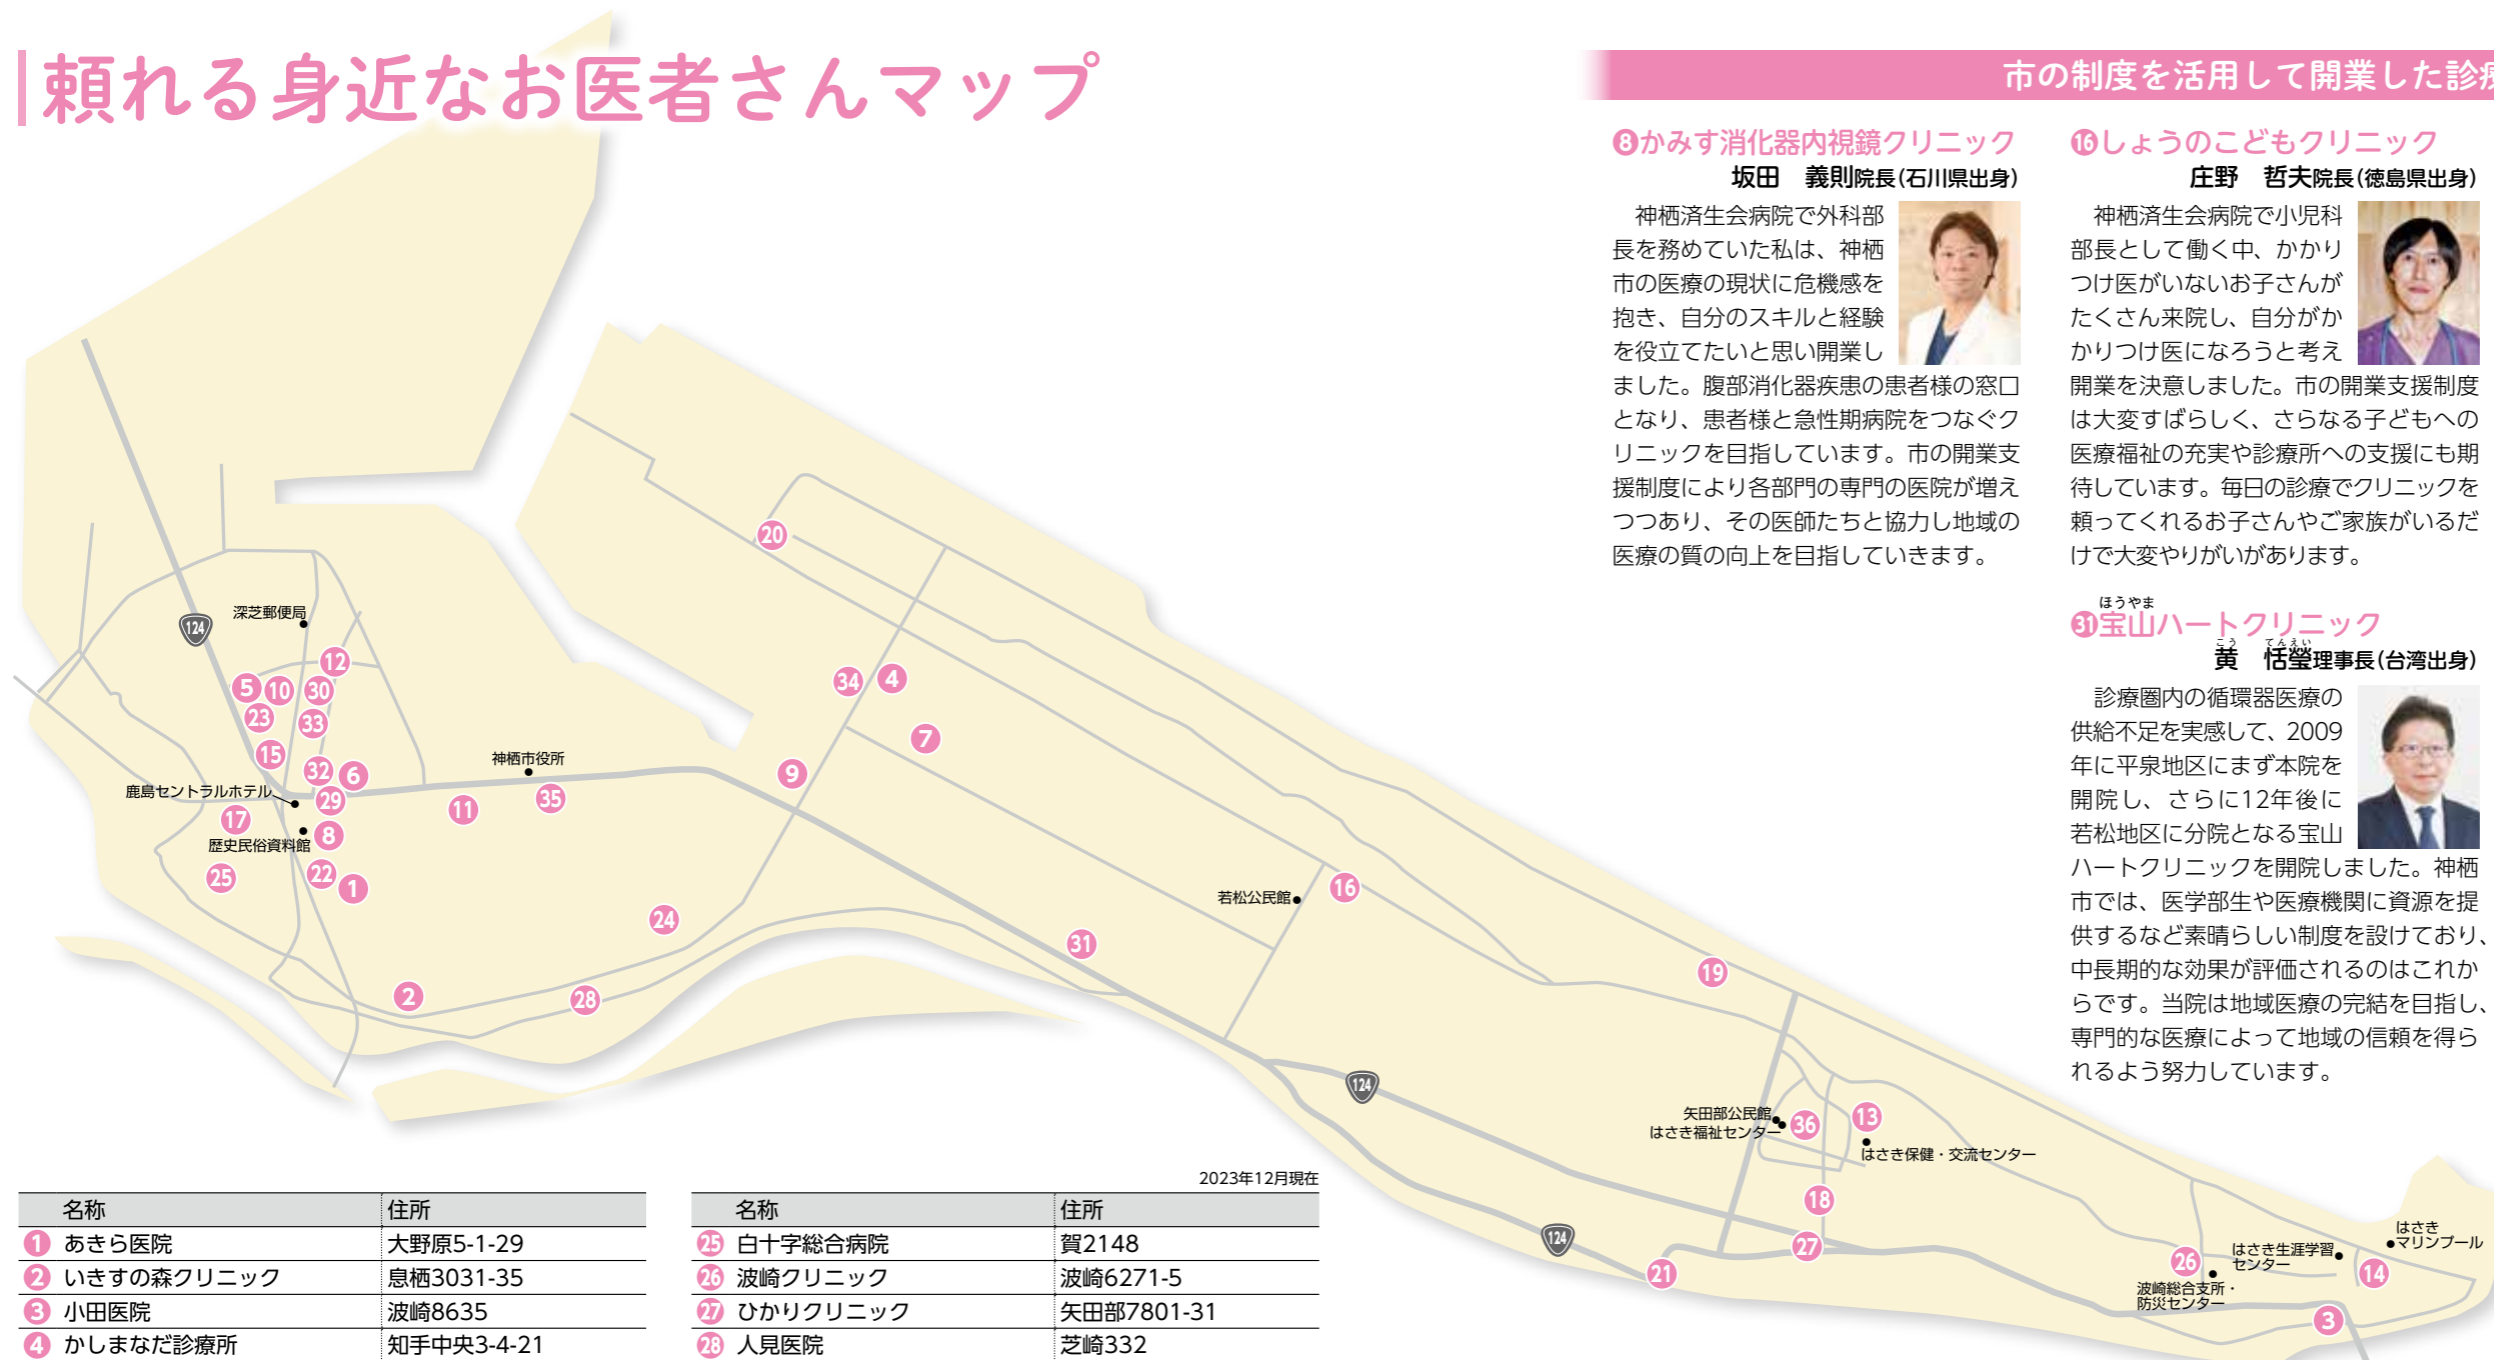 頼れる身近なお医者さんマップ
市の制度を活用して開業した診療
❽かみす消化器内視鏡クリニック
坂田　義則院長(石川県出身)
神栖済生会病院で外科部
長を務めていた私は、神栖
市の医療の現状に危機感を
抱き、自分のスキルと経験
を役立てたいと思い開業し
ました。腹部消化器疾患の患者様の窓口
となり、患者様と急性期病院をつなぐク
リニックを目指しています。市の開業支
援制度により各部門の専門の医院が増え
つつあり、その医師たちと協力し地域の
医療の質の向上を目指していきます。
⓰しょうのこどもクリニック
庄野　哲夫院長(徳島県出身)
神栖済生会病院で小児科
部長として働く中、かかり
つけ医がいないお子さんが
たくさん来院し、自分がか
かりつけ医になろうと考え
開業を決意しました。市の開業支援制度
は大変すばらしく、さらなる子どもへの
医療福祉の充実や診療所への支援にも期
待しています。毎日の診療でクリニックを
頼ってくれるお子さんやご家族がいるだ
けで大変やりがいがあります。
ほうやま
㉛宝山ハートクリニック
こう　てんえい
黄　恬瑩理事長(台湾出身)
診療圏内の循環器医療の
供給不足を実感して、2009
年に平泉地区にまず本院を
開院し、さらに12年後に
若松地区に分院となる宝山
ハートクリニックを開院しました。神栖
市では、医学部生や医療機関に資源を提
供するなど素晴らしい制度を設けており、
中長期的な効果が評価されるのはこれか
らです。当院は地域医療の完結を目指し、
専門的な医療によって地域の信頼を得ら
れるよう努力しています。
20
深芝郵便局
124
12
5 10 30
23 33
34 4
7
15
神栖市役所
32 6
9
鹿島セントラルホテル
29
11
35
17
8
歴史民俗資料館
25
22
1
若松公民館
16
24
31
19
2
28
124
矢田部公民館
はさき福祉センター
36
13
はさき保健・交流センター
18
124
27
21
26
はさき生涯学習
センター
はさき
マリンプール
14
波崎総合支所・
防災センター
3
2023年12月現在
名称 住所
1 あきら医院 大野原5-1-29
2 いきすの森クリニック 息栖3031-35
3 小田医院 波崎8635
4 かしまなだ診療所 知手中央3-4-21
名称 住所
25 白十字総合病院 賀2148
26 波崎クリニック 波崎6271-5
27 ひかりクリニック 矢田部7801-31
28 人見医院 芝崎332